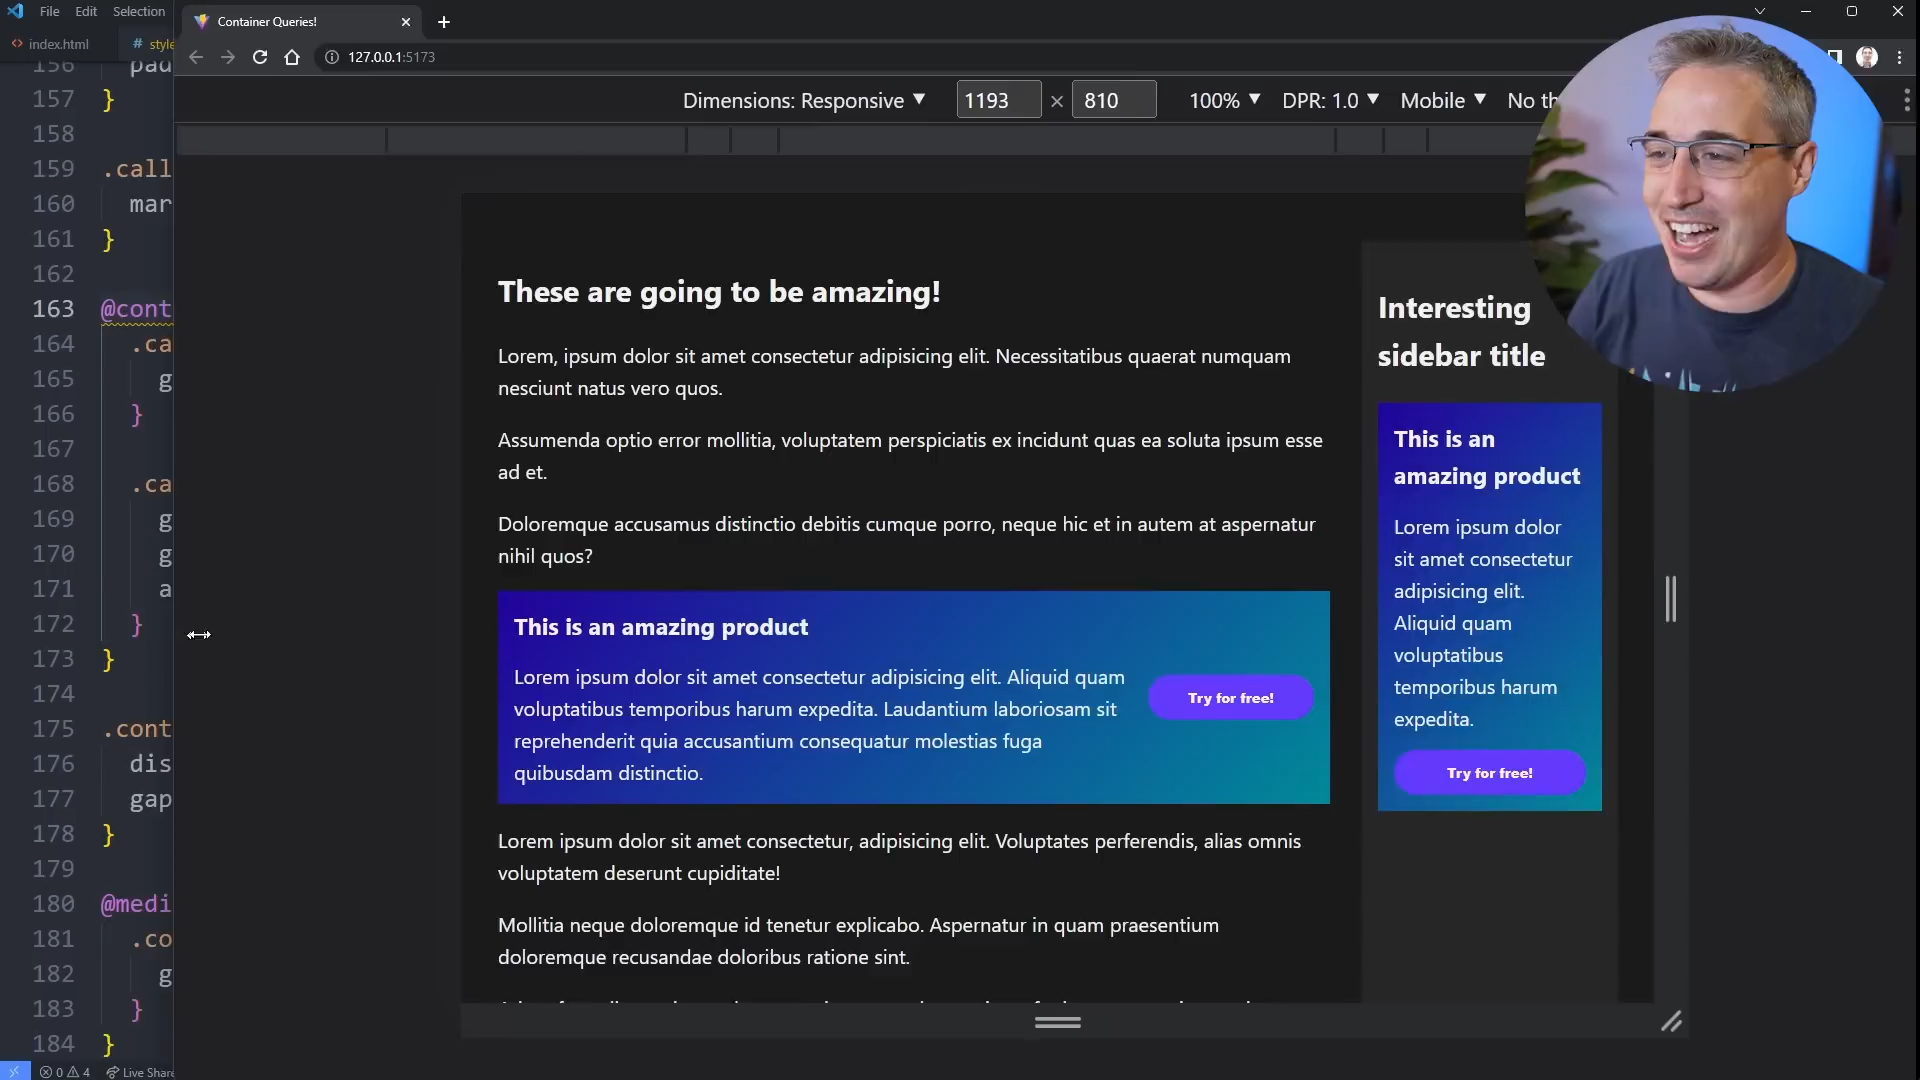 File Edit Selection
Container Queries!
index.html
style
127.0.0.1:5173
Dimensions: Responsive 1193 × 810 100% DPR: 1.0 Mobile No th
156 pad
157 }
158
159 .call
160 mar
161 }
162
163 @cont
164 .ca
165 g
166 }
167
168 .ca
169 g
170 g
171 a
172 }
173 }
174
175 .cont
176 dis
177 gap
178 }
179
180 @medi
181 .co
182 g
183 }
184 }
0 4 Live Share
These are going to be amazing!
Lorem, ipsum dolor sit amet consectetur adipisicing elit. Necessitatibus quaerat numquam
nesciunt natus vero quos.
Assumenda optio error mollitia, voluptatem perspiciatis ex incidunt quas ea soluta ipsum esse
ad et.
Doloremque accusamus distinctio debitis cumque porro, neque hic et in autem at aspernatur
nihil quos?
This is an amazing product
Lorem ipsum dolor sit amet consectetur adipisicing elit. Aliquid quam
voluptatibus temporibus harum expedita. Laudantium laboriosam sit
reprehenderit quia accusantium consequatur molestias fuga
quibusdam distinctio.
Try for free!
Lorem ipsum dolor sit amet consectetur, adipisicing elit. Voluptates perferendis, alias omnis
voluptatem deserunt cupiditate!
Mollitia neque doloremque id tenetur explicabo. Aspernatur in quam praesentium
doloremque recusandae doloribus ratione sint.
Interesting
sidebar title
This is an
amazing product
Lorem ipsum dolor
sit amet consectetur
adipisicing elit.
Aliquid quam
voluptatibus
temporibus harum
expedita.
Try for free!